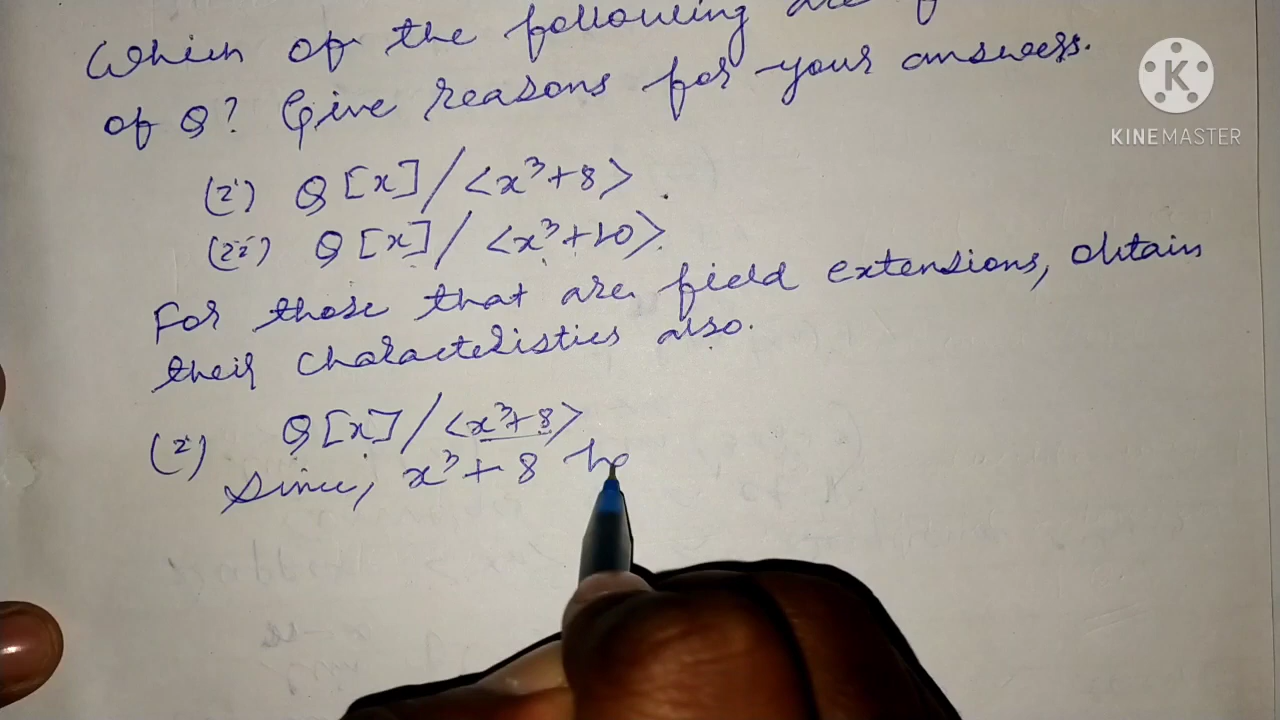 Which of the following are
of Q? Give reasons for your answers.
K
KINEMASTER
(i) Q[x]/<x³+8>.
(ii) Q[x]/<x³+10>.
For those that are field extensions, obtain
their characteristics also.
(i) Q[x]/<x³+8>
Since, x³+8 ha